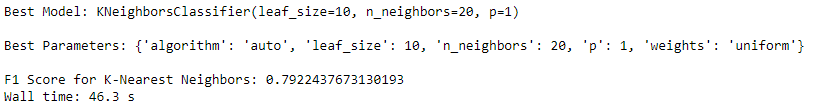 Best Model: KNeighborsClassifier(leaf_size=10, n_neighbors=20, p=1)
Best Parameters: {'algorithm': 'auto', 'leaf_size': 10, 'n_neighbors': 20, 'p': 1, 'weights': 'uniform'}
F1 Score for K-Nearest Neighbors: 0.7922437673130193
Wall time: 46.3 s